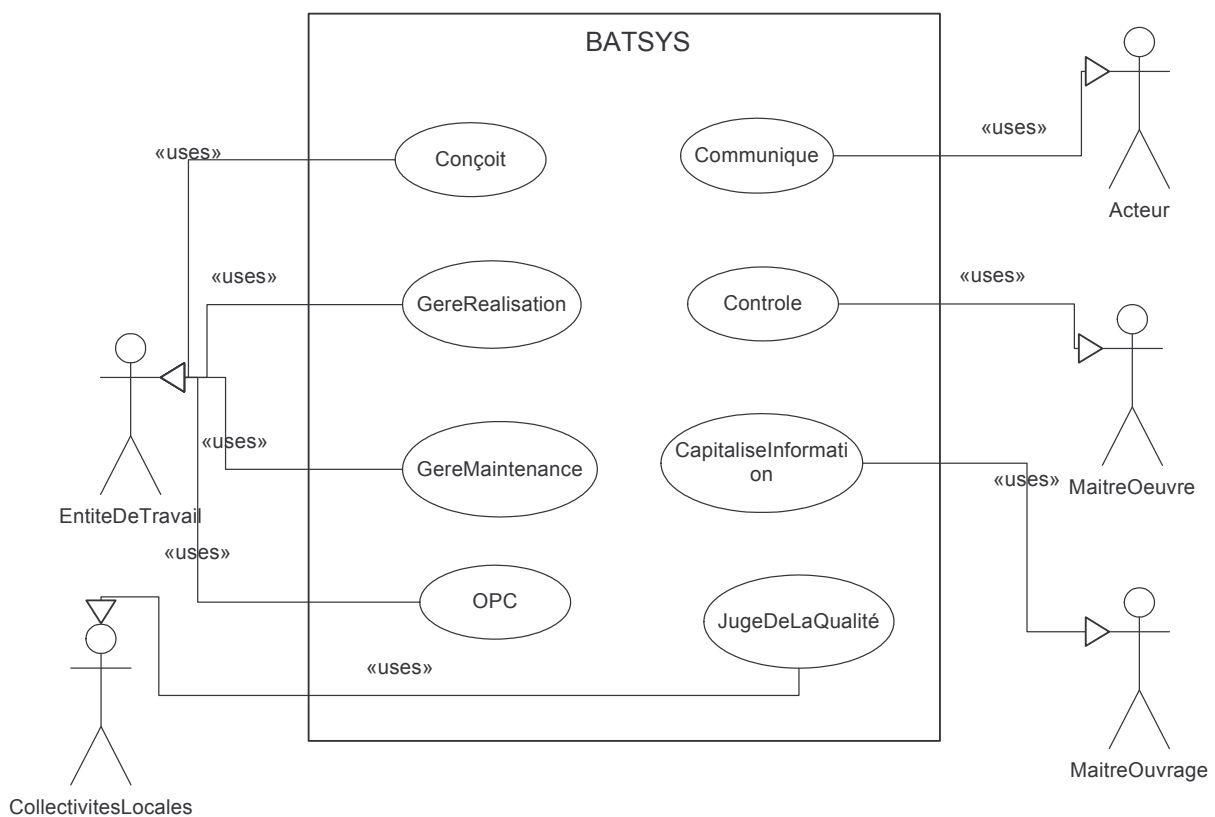 BATSYS
«uses»
Conçoit
Communique
«uses»
Acteur
«uses»
GereRealisation
Controle
«uses»
«uses»
GereMaintenance
CapitaliseInformati
on
«uses»
MaitreOeuvre
EntiteDeTravail
«uses»
OPC
JugeDeLaQualité
«uses»
MaitreOuvrage
CollectivitesLocales